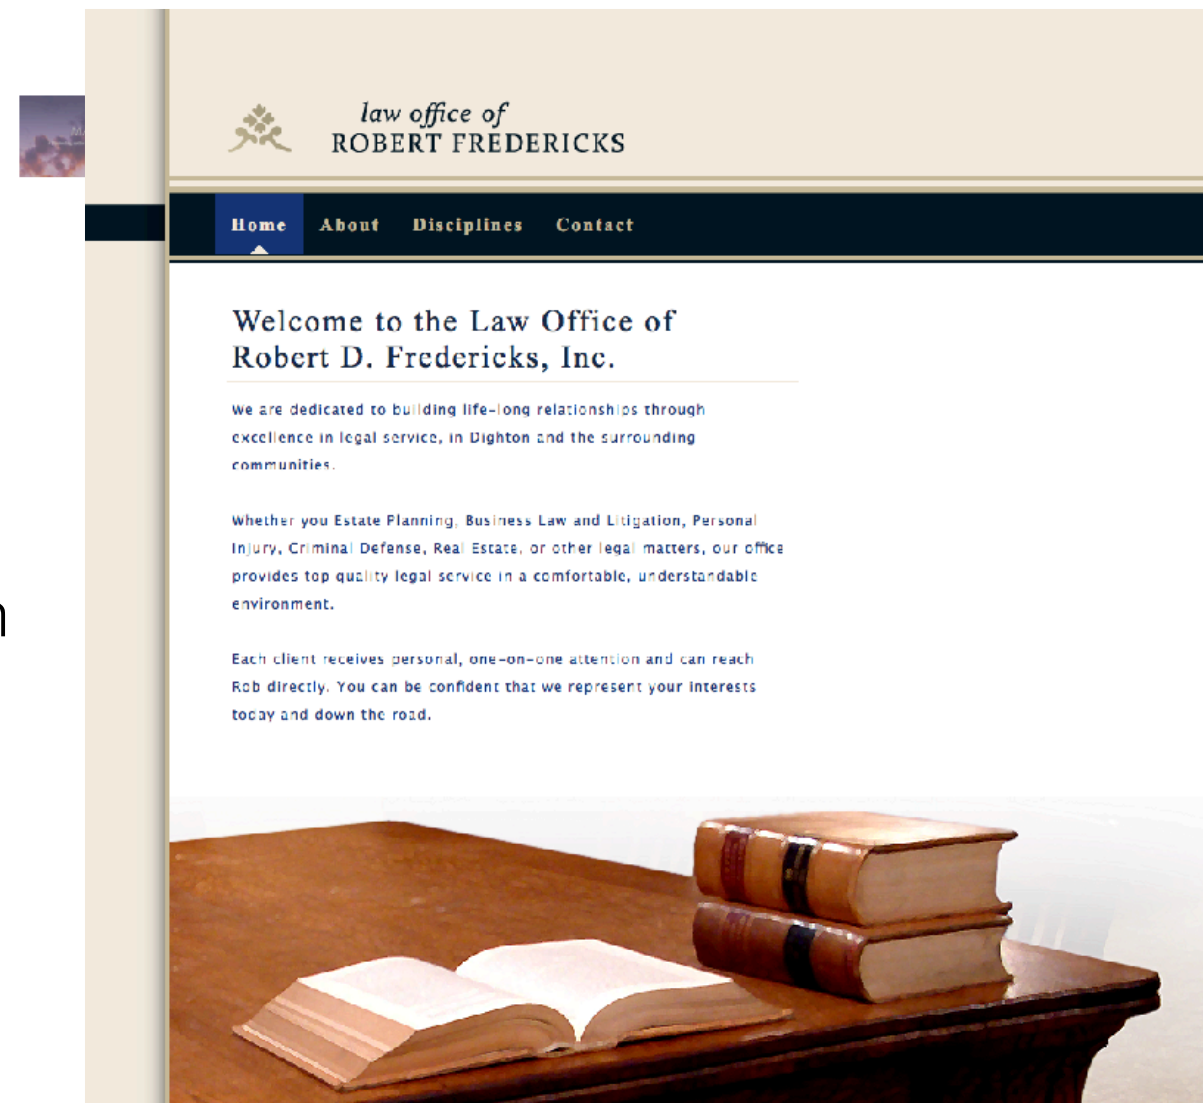 law office of
ROBERT FREDERICKS
Home About Disciplines Contact
Welcome to the Law Office of
Robert D. Fredericks, Inc.
We are dedicated to building life-long relationships through
excellence in legal service, in Dighton and the surrounding
communities.
Whether you Estate Planning, Business Law and Litigation, Personal
Injury, Criminal Defense, Real Estate, or other legal matters, our office
provides top quality legal service in a comfortable, understandable
environment.
Each client receives personal, one-on-one attention and can reach
Rob directly. You can be confident that we represent your interests
today and down the road.